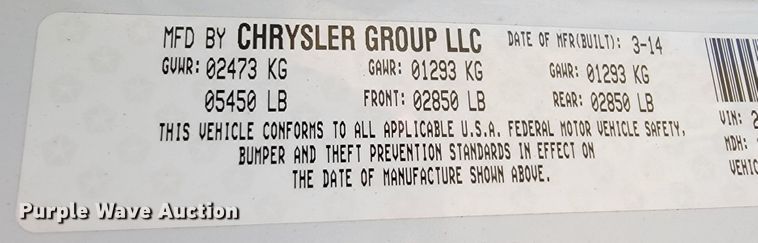 MFD BY CHRYSLER GROUP LLC DATE OF MFR(BUILT): 3-14
GVWR: 02473 KG GAWR: 01293 KG GAWR: 01293 KG
05450 LB FRONT: 02850 LB REAR: 02850 LB
VIN: 2
THIS VEHICLE CONFORMS TO ALL APPLICABLE U.S.A. FEDERAL MOTOR VEHICLE SAFETY,
MDH:
BUMPER AND THEFT PREVENTION STANDARDS IN EFFECT ON
VEHIC
THE DATE OF MANUFACTURE SHOWN ABOVE.
Purple Wave Auction